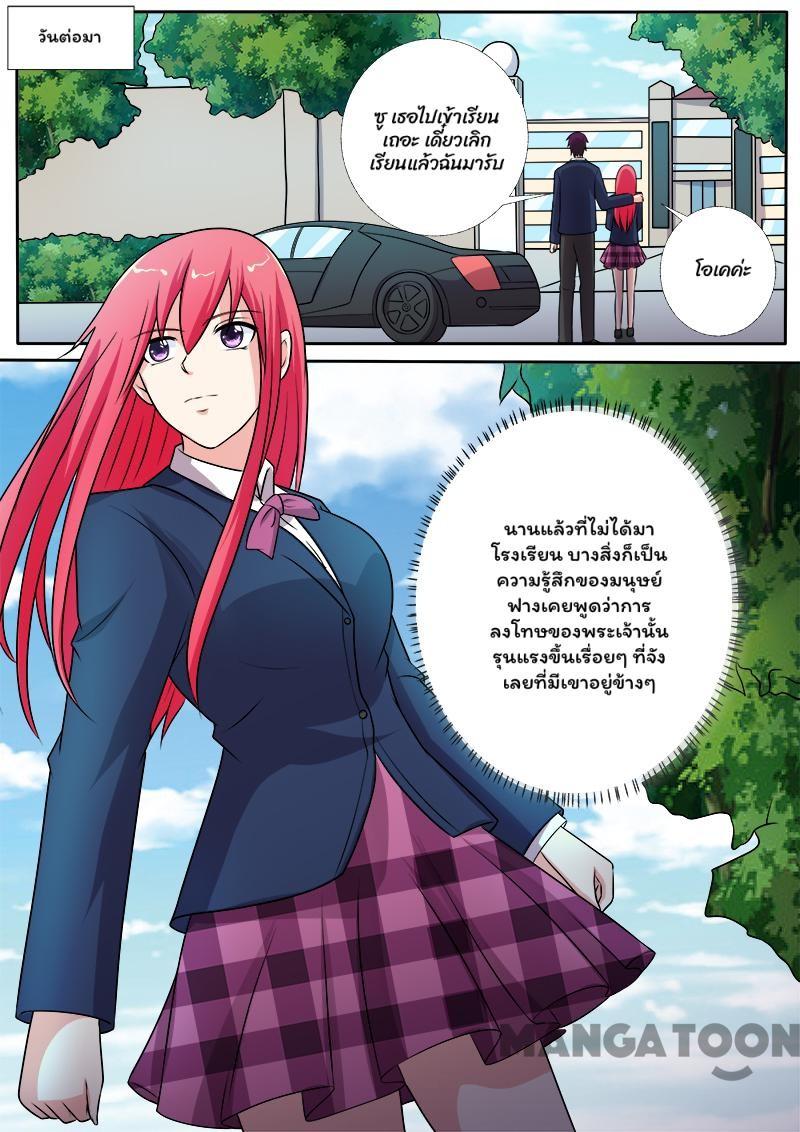 วันต่อมา
ซู เธอไปเข้าเรียน
เถอะ เดี๋ยวเลิก
เรียนแล้วฉันมารับ
โอเคค่ะ
นานแล้วที่ไม่ได้มา
โรงเรียน บางสิ่งก็เป็น
ความรู้สึกของมนุษย์
ฟางเคยพูดว่าการ
ลงโทษของพระเจ้านั้น
รุนแรงขึ้นเรื่อยๆ ที่จัง
เลยที่มีเขาอยู่ข้างๆ
MANGATOON